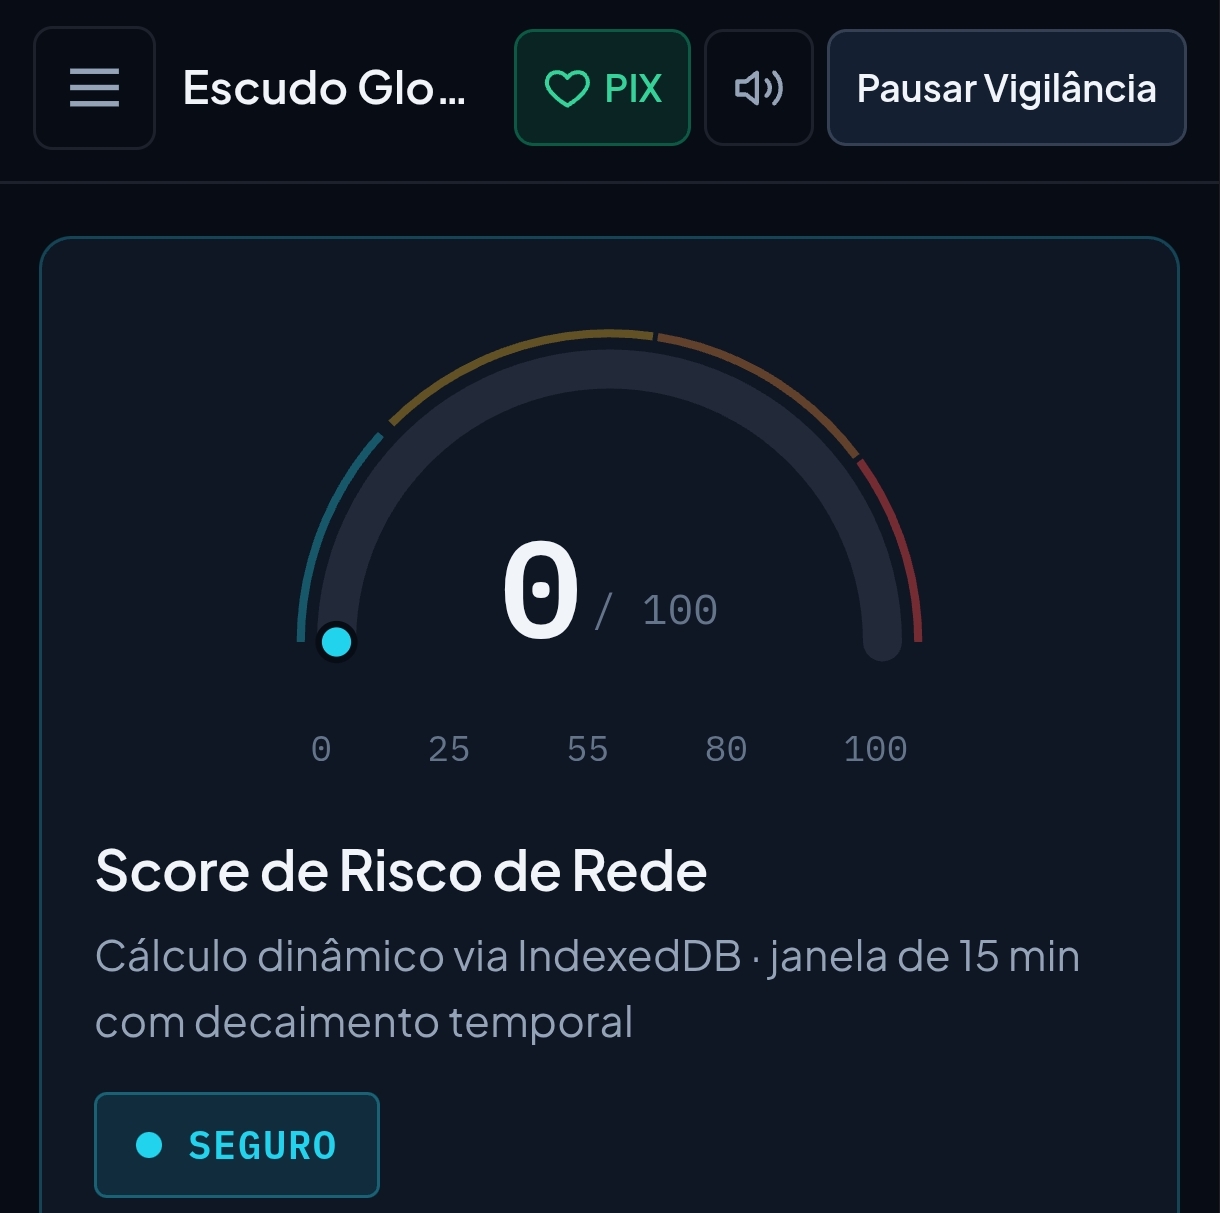 Escudo Glo...
PIX
Pausar Vigilância
0 / 100
0 25 55 80 100
Score de Risco de Rede
Cálculo dinâmico via IndexedDB · janela de 15 min
com decaimento temporal
SEGURO